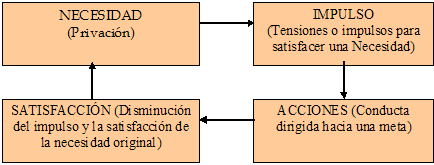 NECESIDAD
(Privación)
IMPULSO
(Tensiones o impulsos para
satisfacer una Necesidad)
SATISFACCIÓN (Disminución
del impulso y la satisfacción de
la necesidad original)
ACCIONES (Conducta
dirigida hacia una meta)